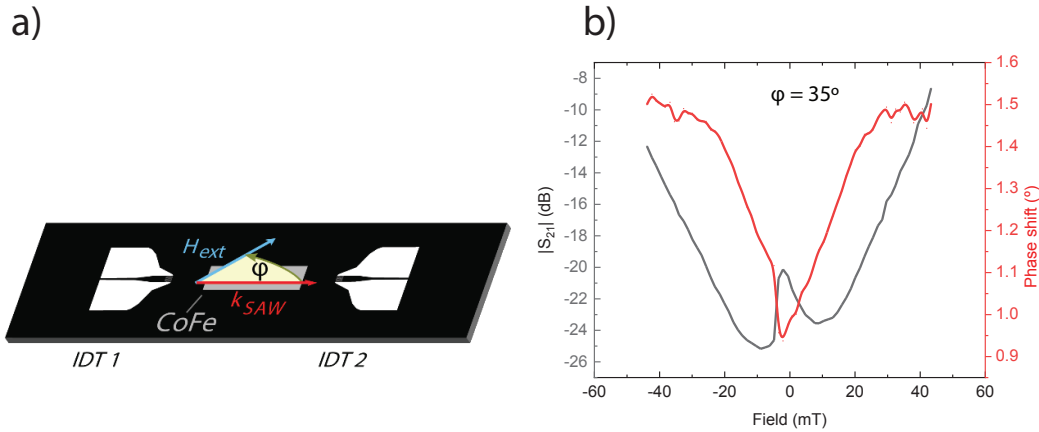 a)
H_ext
φ
k_SAW
CoFe
IDT 1
IDT 2
b)
φ = 35°
|S₂₁| (dB)
-8
-10
-12
-14
-16
-18
-20
-22
-24
-26
-60
-40
-20
0
20
40
60
Field (mT)
1.6
1.5
1.4
1.3
1.2
1.1
1.0
0.9
Phase shift (°)